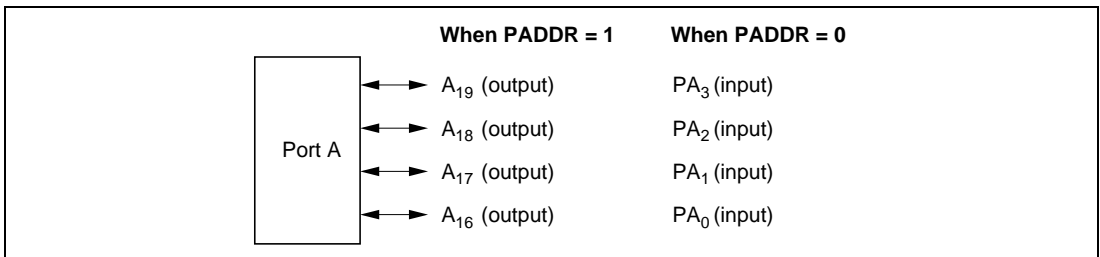 When PADDR = 1 When PADDR = 0
A19 (output) PA3 (input)
A18 (output) PA2 (input)
Port A
A17 (output) PA1 (input)
A16 (output) PA0 (input)